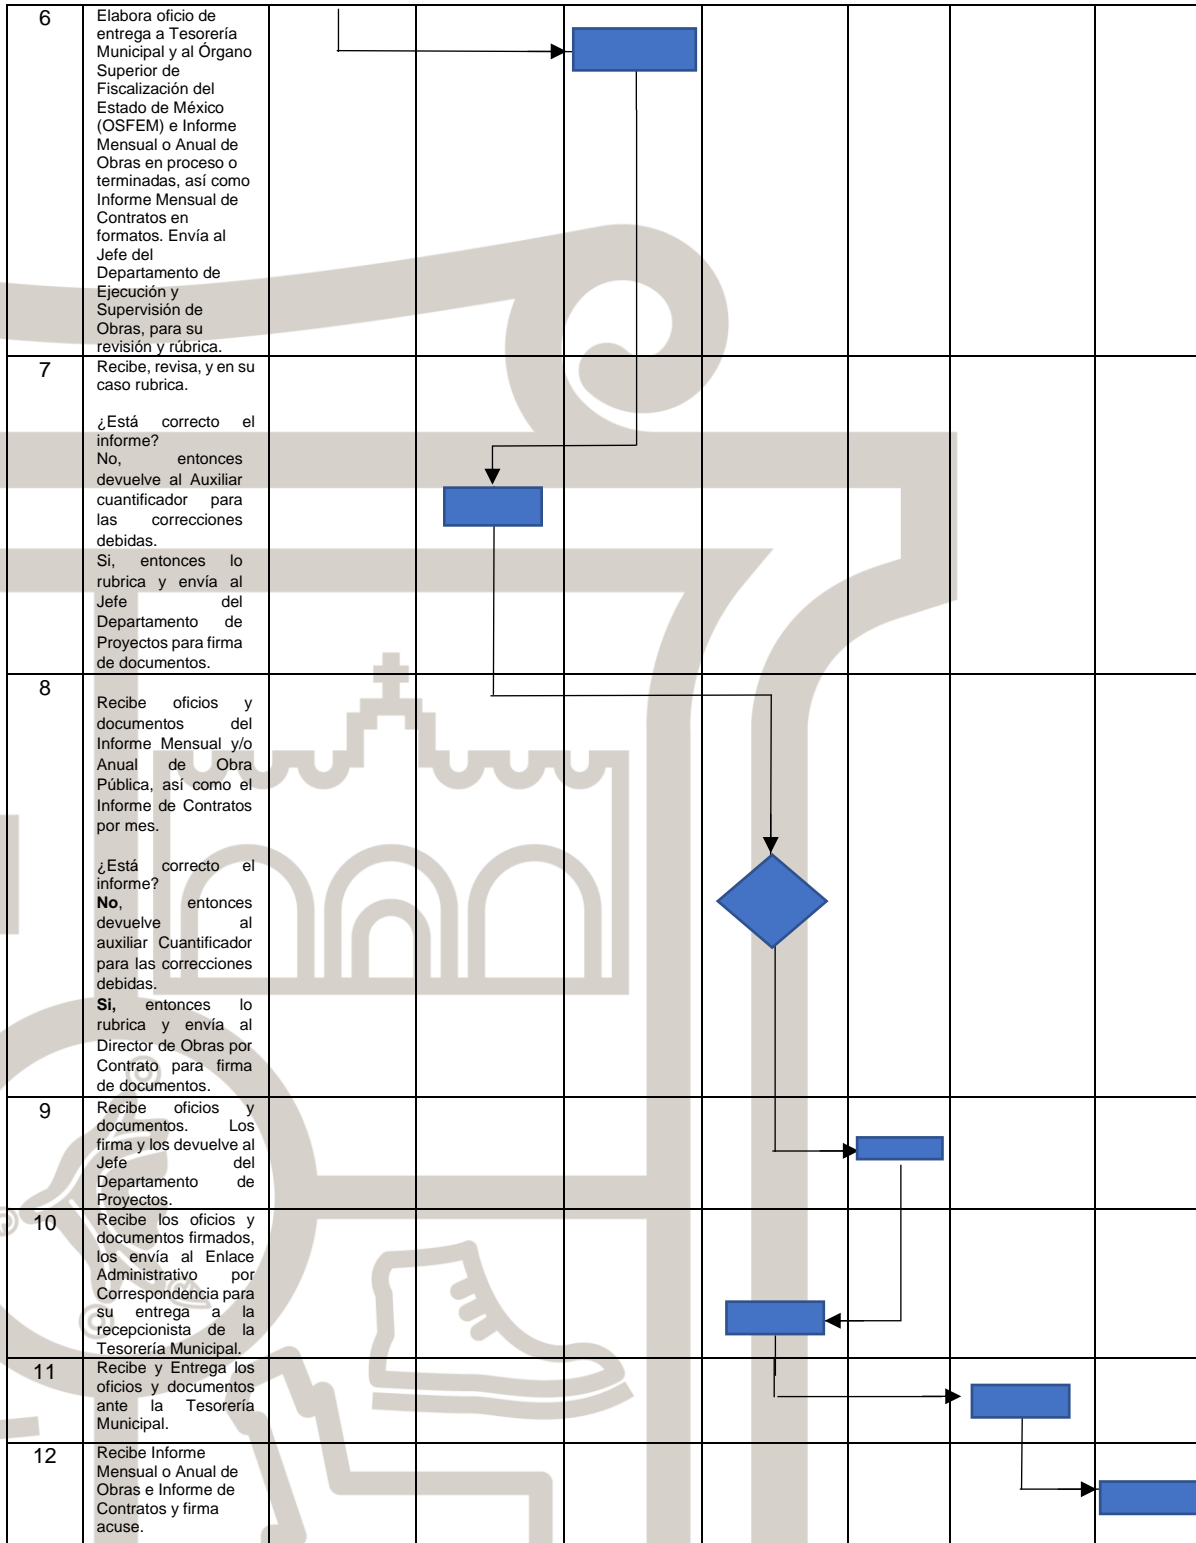 6
Elabora oficio de
entrega a Tesorería
Municipal y al Órgano
Superior de
Fiscalización del
Estado de México
(OSFEM) e Informe
Mensual o Anual de
Obras en proceso o
terminadas, así como
Informe Mensual de
Contratos en
formatos. Envía al
Jefe del
Departamento de
Ejecución y
Supervisión de
Obras, para su
revisión y rúbrica.
7
Recibe, revisa, y en su
caso rubrica.
¿Está correcto el
informe?
No, entonces
devuelve al Auxiliar
cuantificador para
las correcciones
debidas.
Si, entonces lo
rubrica y envía al
Jefe del
Departamento de
Proyectos para firma
de documentos.
8
Recibe oficios y
documentos del
Informe Mensual y/o
Anual de Obra
Pública, así como el
Informe de Contratos
por mes.
¿Está correcto el
informe?
No, entonces
devuelve al
auxiliar Cuantificador
para las correcciones
debidas.
Si, entonces lo
rubrica y envía al
Director de Obras por
Contrato para firma
de documentos.
9
Recibe oficios y
documentos. Los
firma y los devuelve al
Jefe del
Departamento de
Proyectos.
10
Recibe los oficios y
documentos firmados,
los envía al Enlace
Administrativo por
Correspondencia para
su entrega a la
recepcionista de la
Tesorería Municipal.
11
Recibe y Entrega los
oficios y documentos
ante la Tesorería
Municipal.
12
Recibe Informe
Mensual o Anual de
Obras e Informe de
Contratos y firma
acuse.